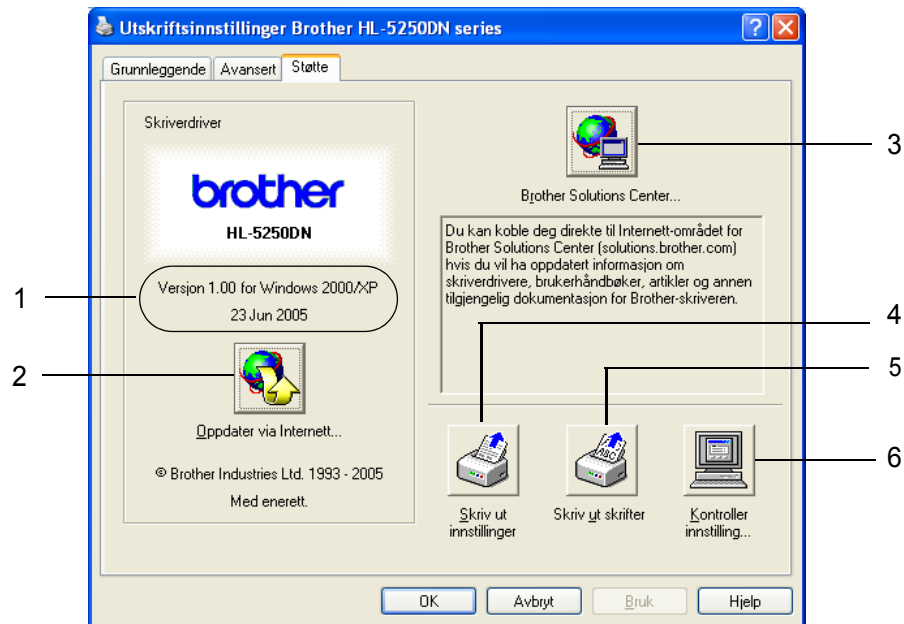 Utskriftsinnstillinger Brother HL-5250DN series
Grunnleggende Avansert Støtte
Skriverdriver
brother
HL-5250DN
1
Versjon 1.00 for Windows 2000/XP
23 Jun 2005
2
Oppdater via Internett...
© Brother Industries Ltd. 1993 - 2005
Med enerett.
3
Brother Solutions Center...
Du kan koble deg direkte til Internett-området for
Brother Solutions Center (solutions.brother.com)
hvis du vil ha oppdatert informasjon om
skriverdrivere, brukerhåndbøker, artikler og annen
tilgjengelig dokumentasjon for Brother-skriveren.
4
5
6
Skriv ut
innstillinger
Skriv ut skrifter
Kontroller
innstilling...
OK Avbryt Bruk Hjelp